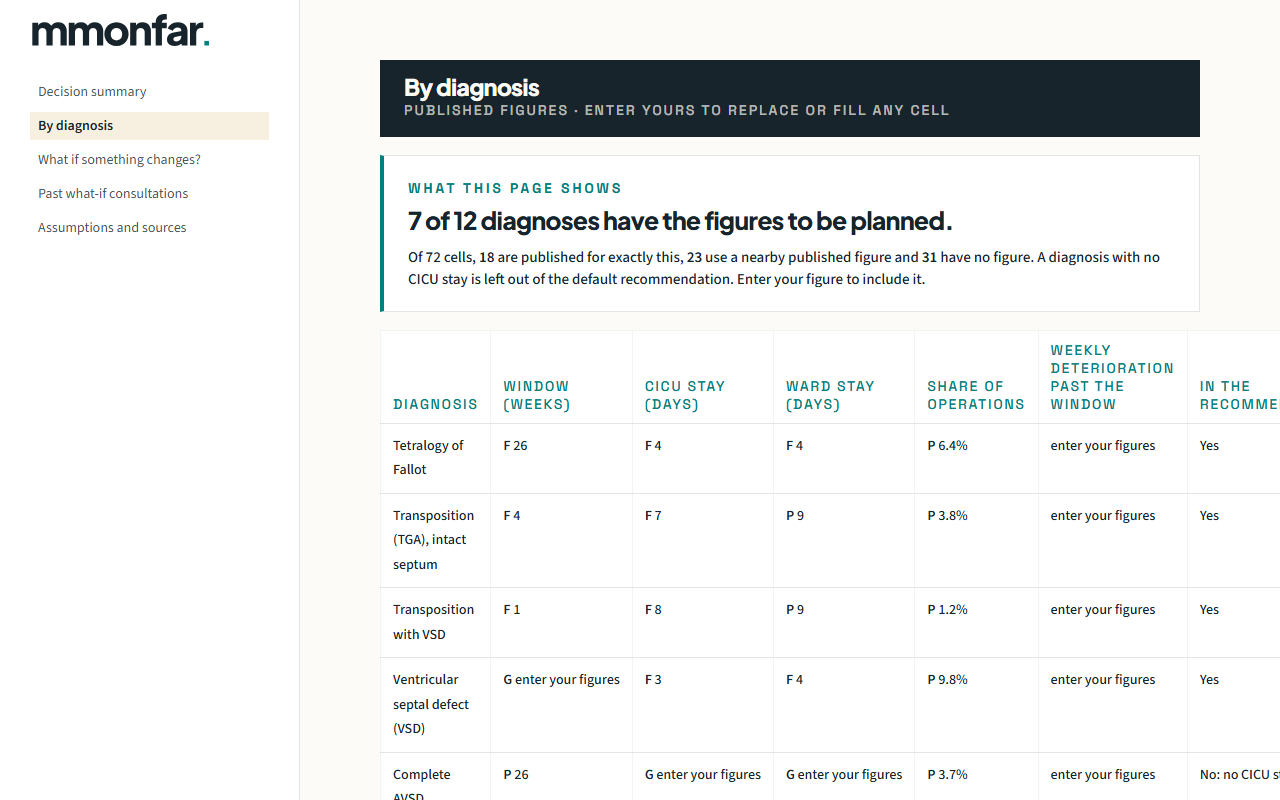 mmonfar.
Decision summary
By diagnosis
What if something changes?
Past what-if consultations
Assumptions and sources
By diagnosis
PUBLISHED FIGURES · ENTER YOURS TO REPLACE OR FILL ANY CELL
WHAT THIS PAGE SHOWS
7 of 12 diagnoses have the figures to be planned.
Of 72 cells, 18 are published for exactly this, 23 use a nearby published figure and 31 have no figure. A diagnosis with no
CICU stay is left out of the default recommendation. Enter your figure to include it.
DIAGNOSIS
WINDOW
(WEEKS)
CICU STAY
(DAYS)
WARD STAY
(DAYS)
SHARE OF
OPERATIONS
WEEKLY
DETERIORATION
PAST THE
WINDOW
IN THE
Tetralogy of
Fallot
F 26
F 4
F 4
P 6.4%
enter your figures
Yes
Transposition
(TGA), intact
septum
F 4
F 7
P 9
P 3.8%
enter your figures
Yes
Transposition
with VSD
F 1
F 8
P 9
P 1.2%
enter your figures
Yes
Ventricular
septal defect
(VSD)
G enter your figures
F 3
F 4
P 9.8%
enter your figures
Yes
Complete
AVSD
P 26
G enter your figures
G enter your figures
P 3.7%
enter your figures
No: no CICU